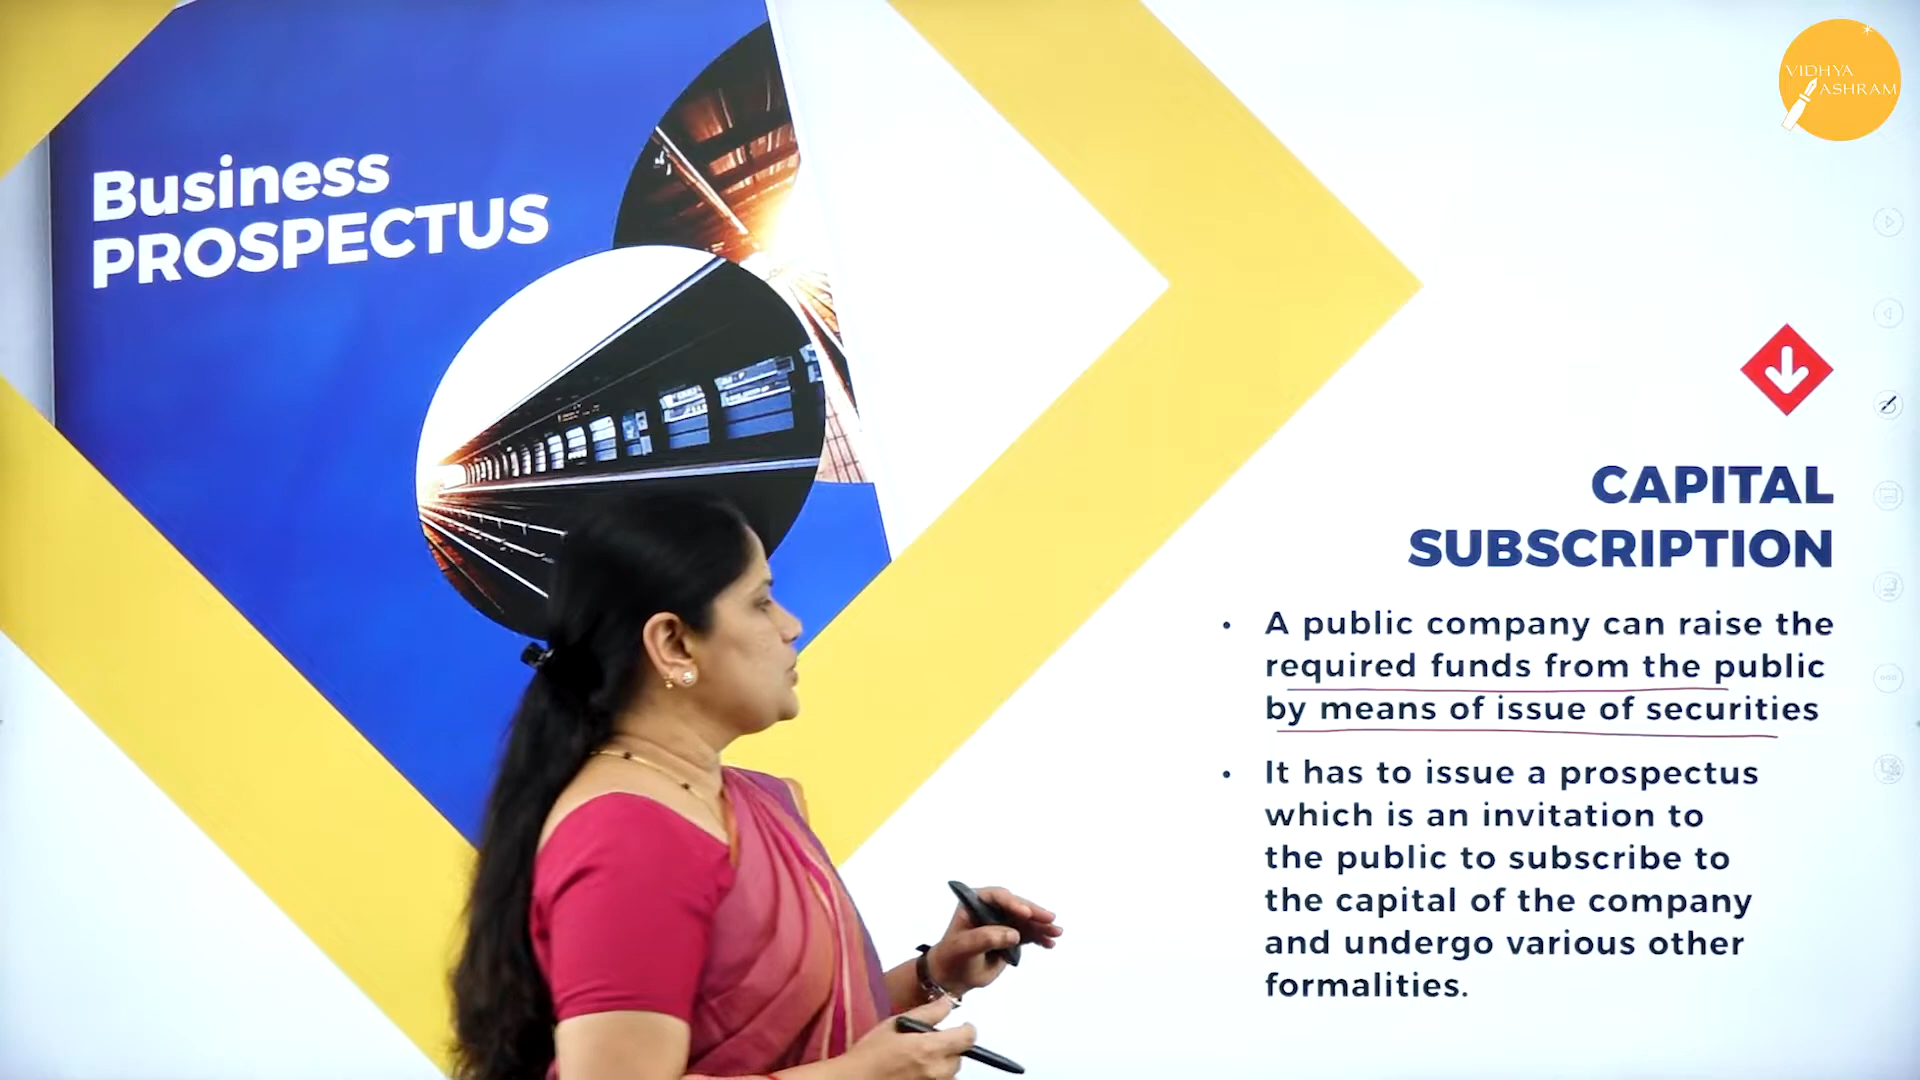 Business
PROSPECTUS
VIDHYA
ASHRAM
CAPITAL
SUBSCRIPTION
• A public company can raise the
required funds from the public
by means of issue of securities
• It has to issue a prospectus
which is an invitation to
the public to subscribe to
the capital of the company
and undergo various other
formalities.